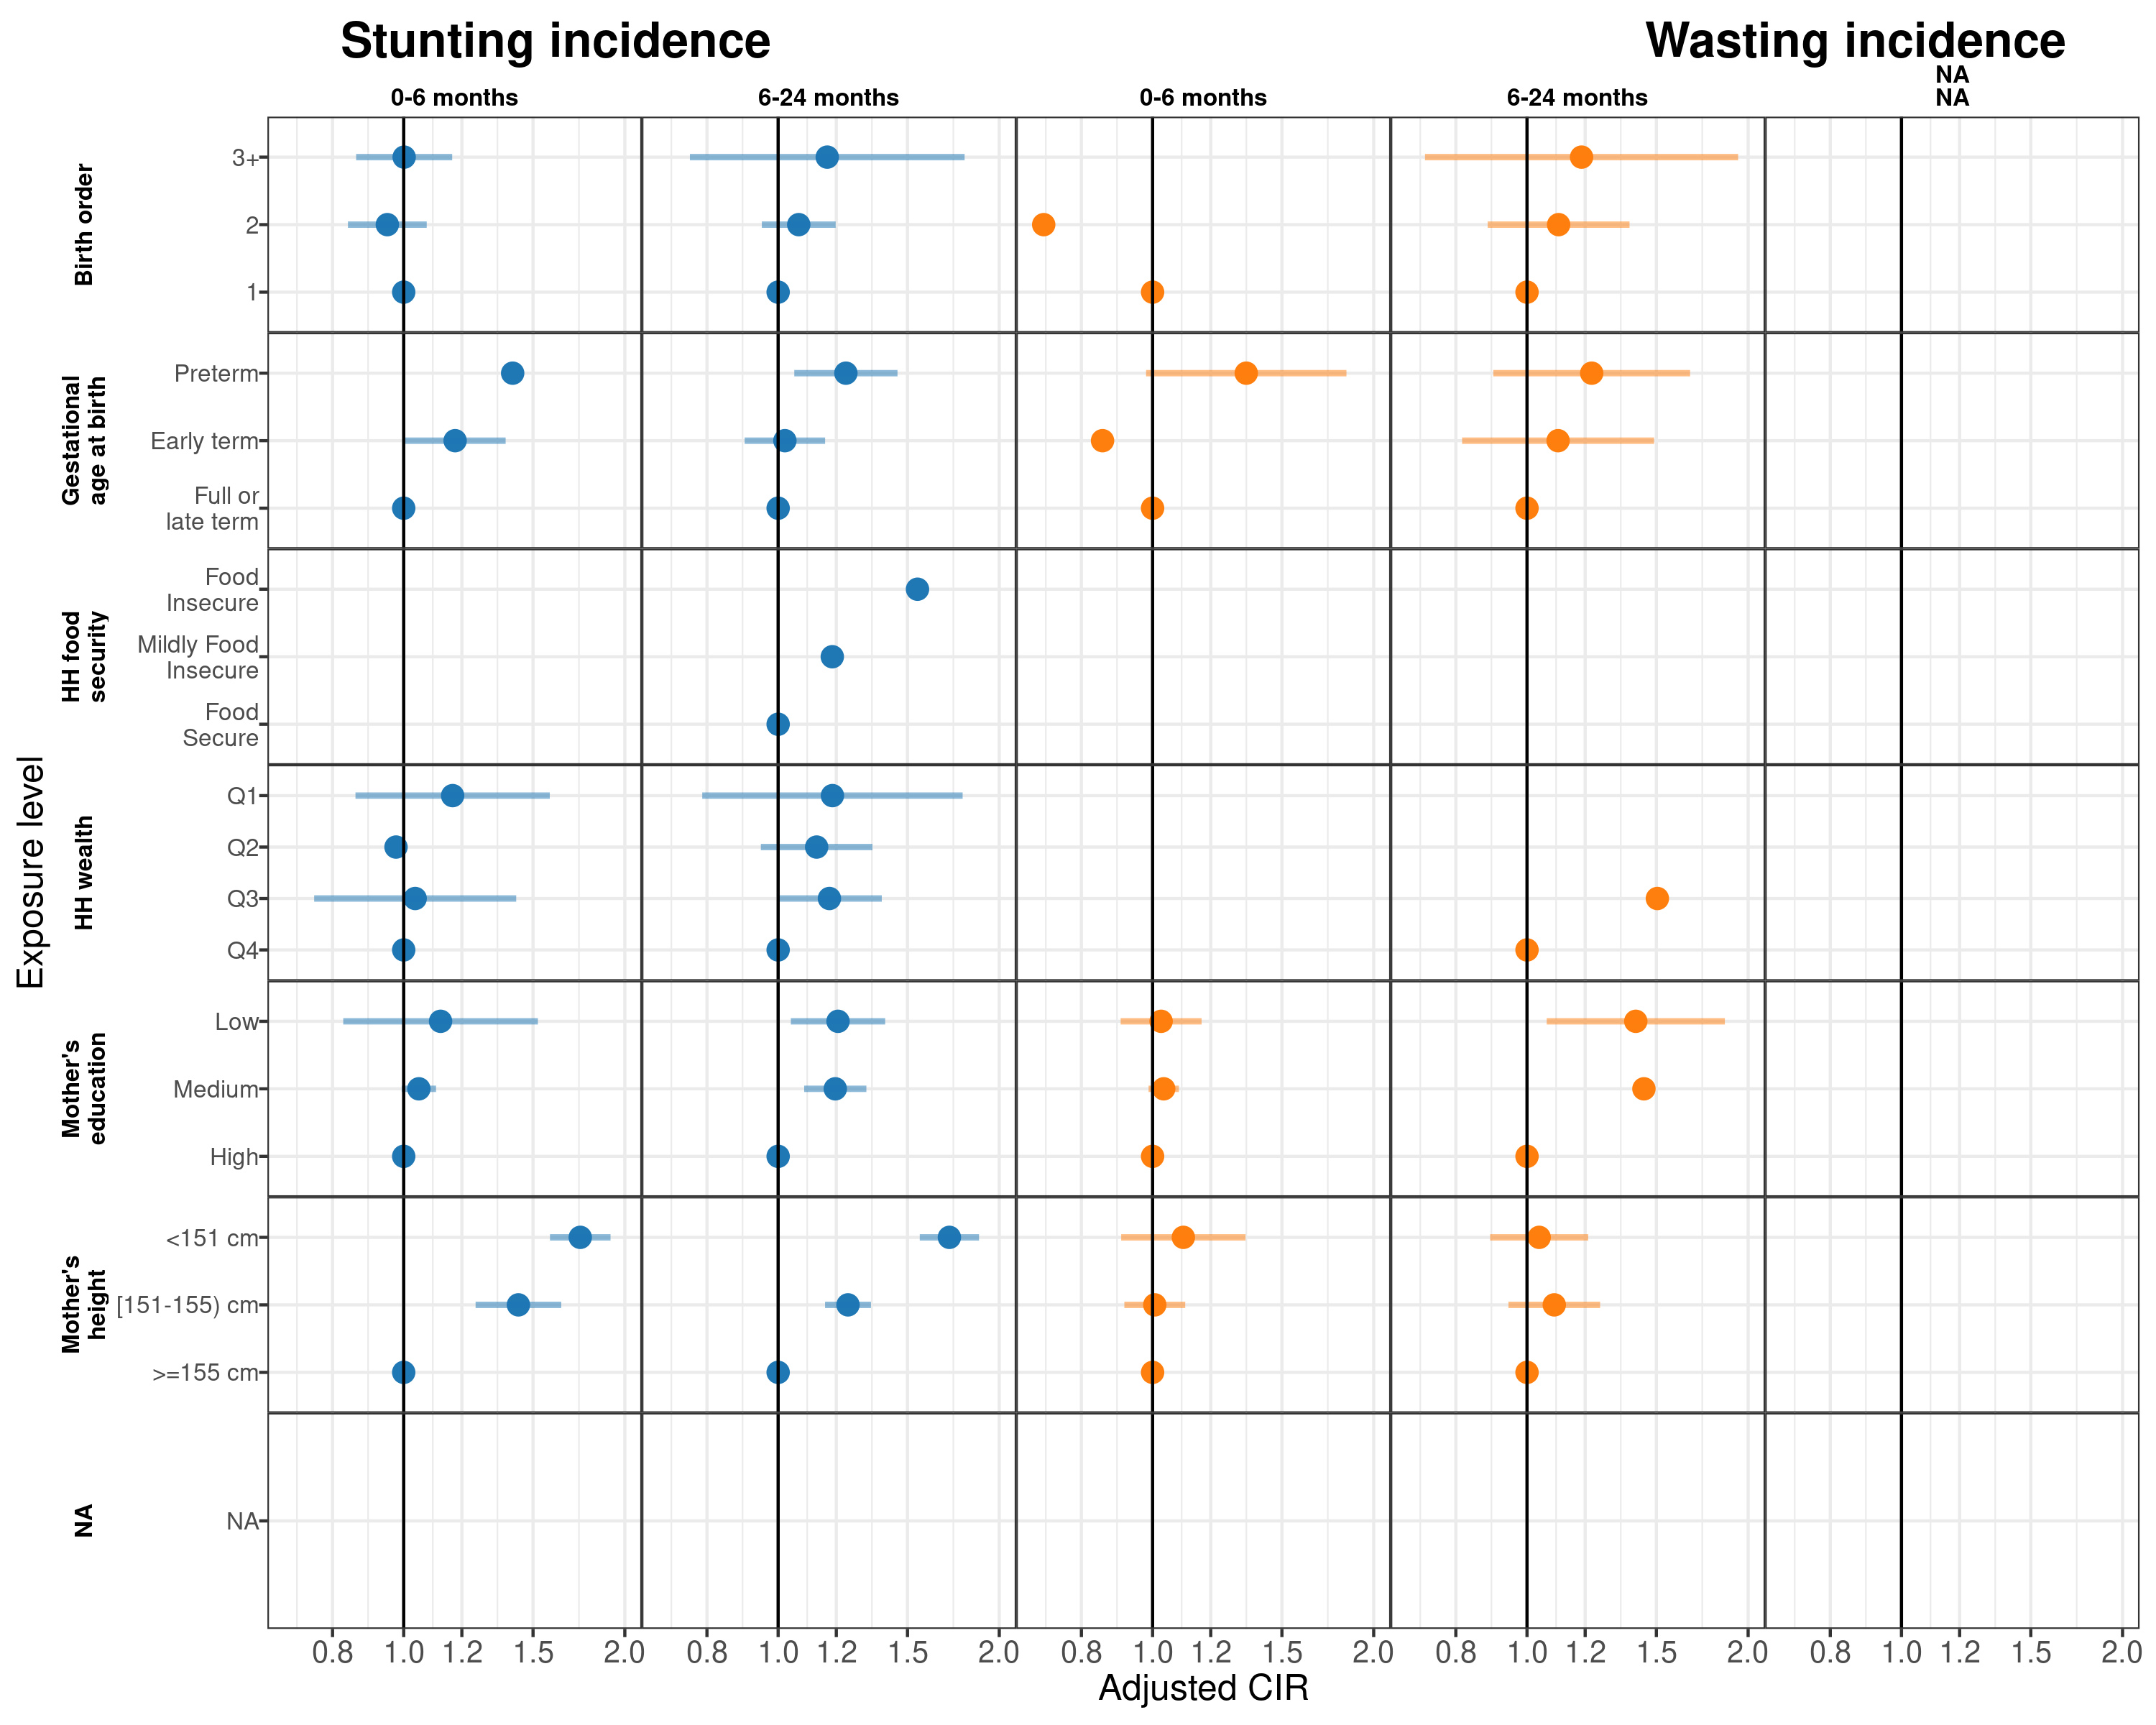 Stunting incidence
Wasting incidence
0-6 months
6-24 months
0-6 months
6-24 months
NA
NA
Exposure level
Birth order
3+
2
1
Gestational
age at birth
Preterm
Early term
Full or
late term
HH food
security
Food
Insecure
Mildly Food
Insecure
Food
Secure
HH wealth
Q1
Q2
Q3
Q4
Mother's
education
Low
Medium
High
Mother's
height
<151 cm
[151-155) cm
>=155 cm
NA
NA
0.8 1.0 1.2 1.5 2.0 0.8 1.0 1.2 1.5 2.0 0.8 1.0 1.2 1.5 2.0 0.8 1.0 1.2 1.5 2.0 0.8 1.0 1.2 1.5 2.0
Adjusted CIR